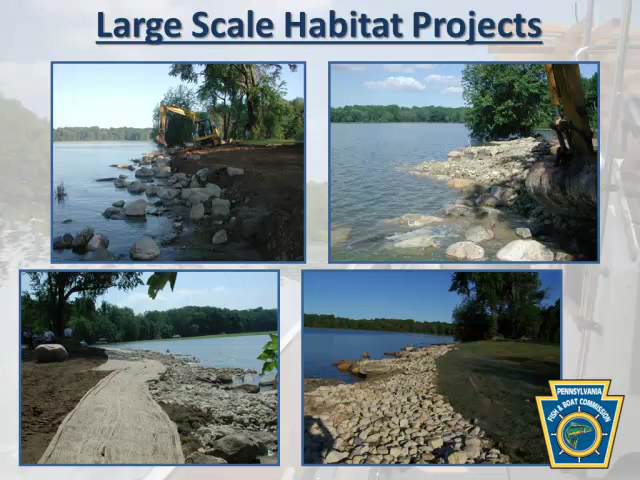 Large Scale Habitat Projects
PENNSYLVANIA
FISH & BOAT COMMISSION